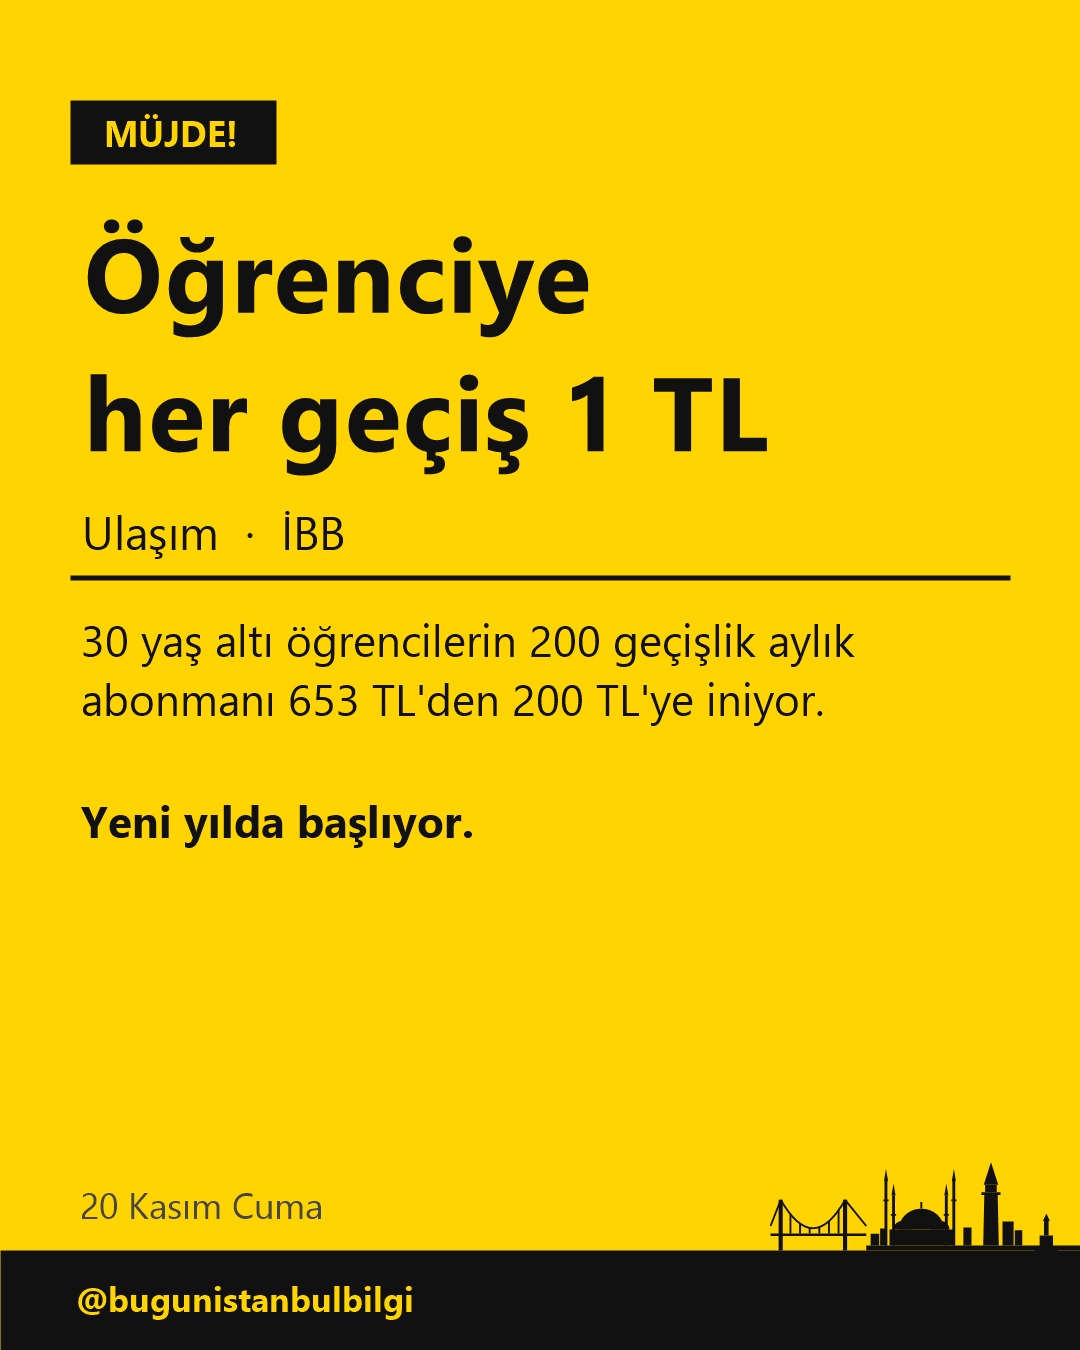 MÜJDE!
Öğrenciye
her geçiş 1 TL
Ulaşım · İBB
30 yaş altı öğrencilerin 200 geçişlik aylık
abonmanı 653 TL'den 200 TL'ye iniyor.
Yeni yılda başlıyor.
20 Kasım Cuma
@bugunistanbulbilgi